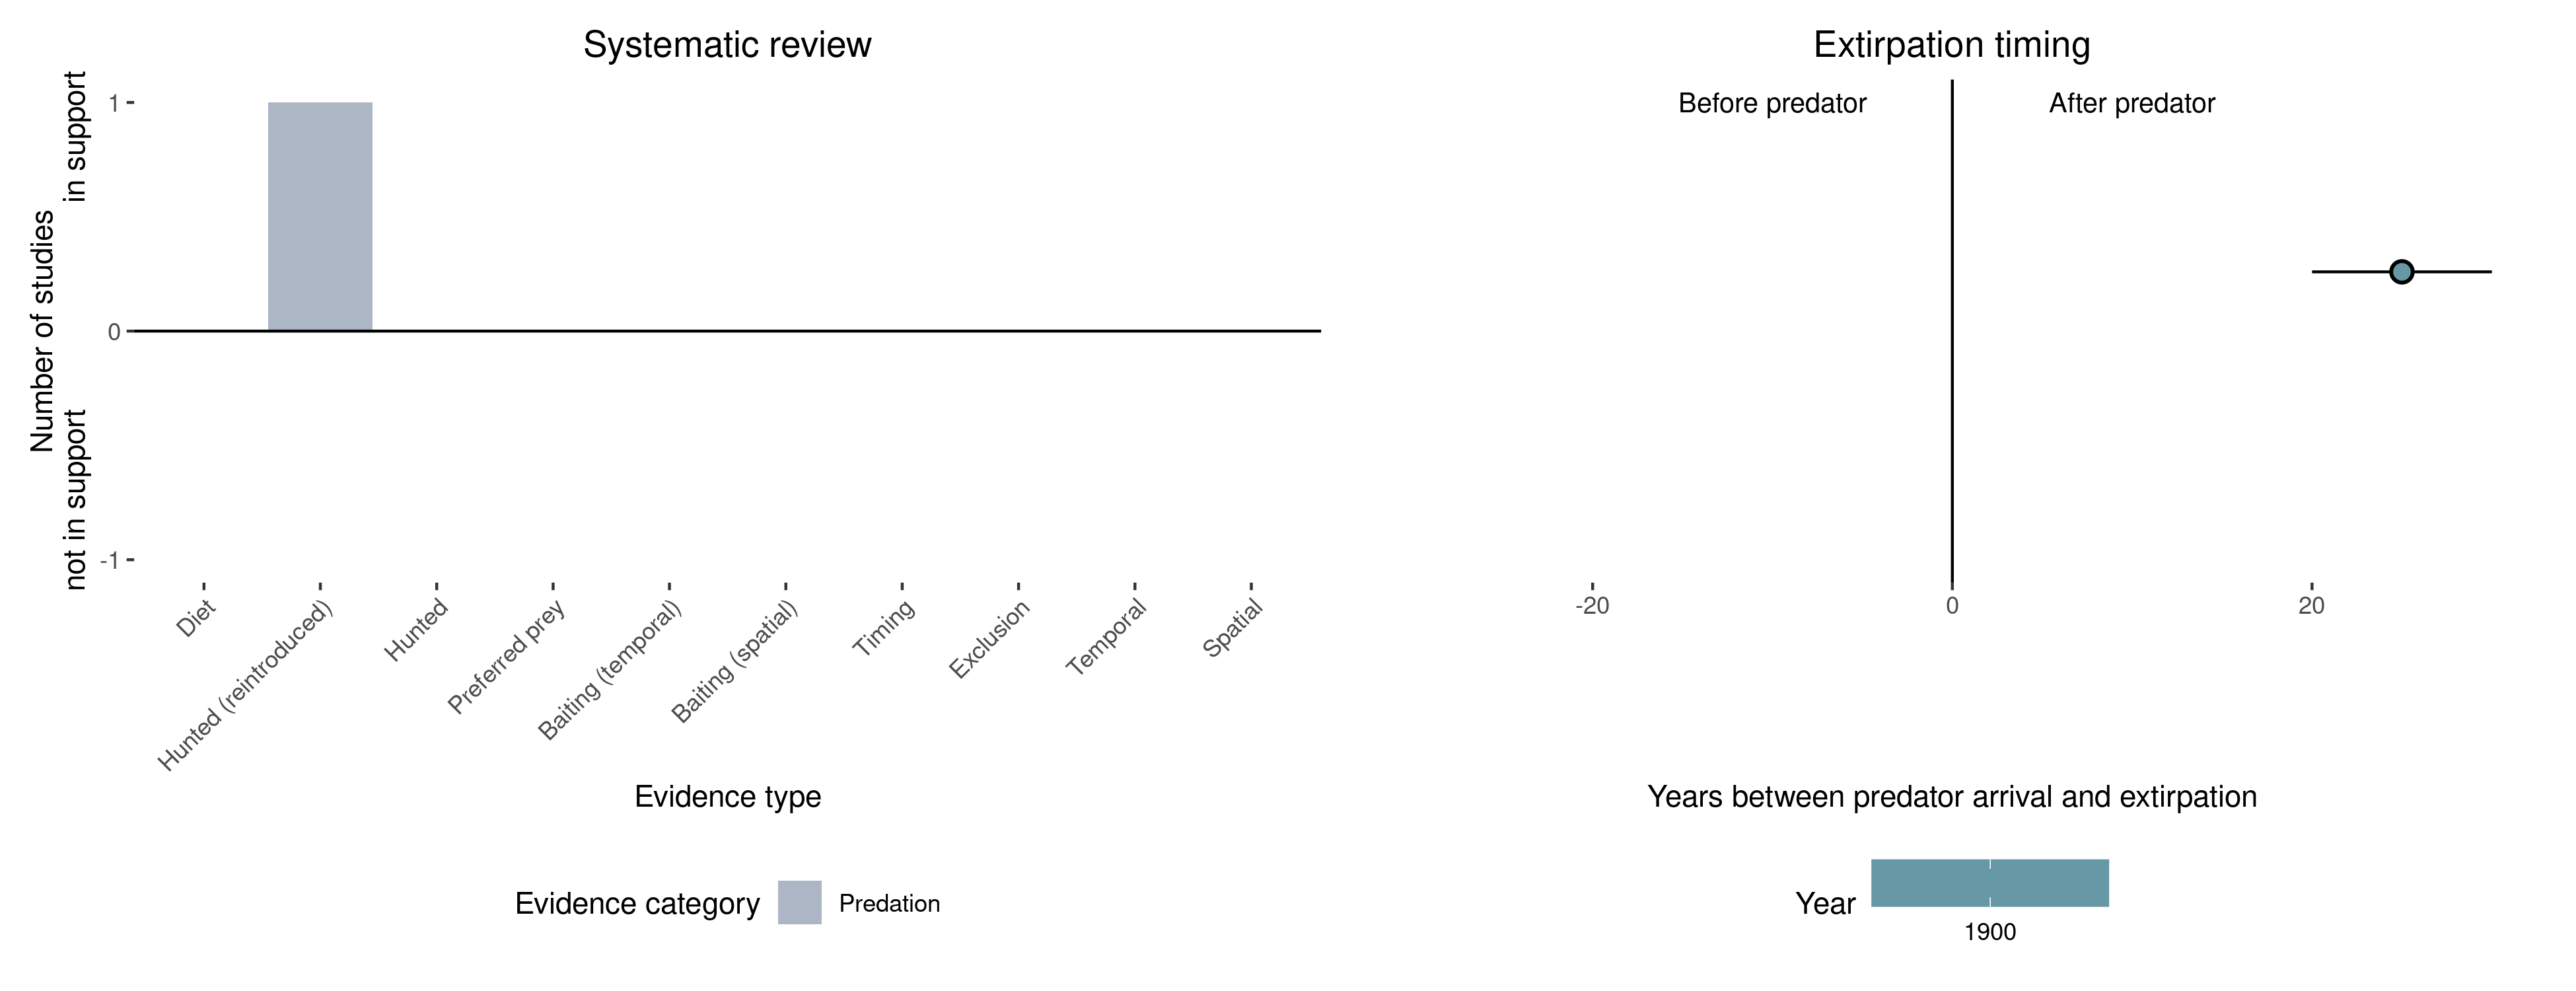 Systematic review
Number of studies
not in support in support
1
0
-1
Diet
Hunted (reintroduced)
Hunted
Preferred prey
Baiting (temporal)
Baiting (spatial)
Timing
Exclusion
Temporal
Spatial
Evidence type
Evidence category
Predation
Extirpation timing
Before predator
After predator
-20
0
20
Years between predator arrival and extirpation
Year
1900